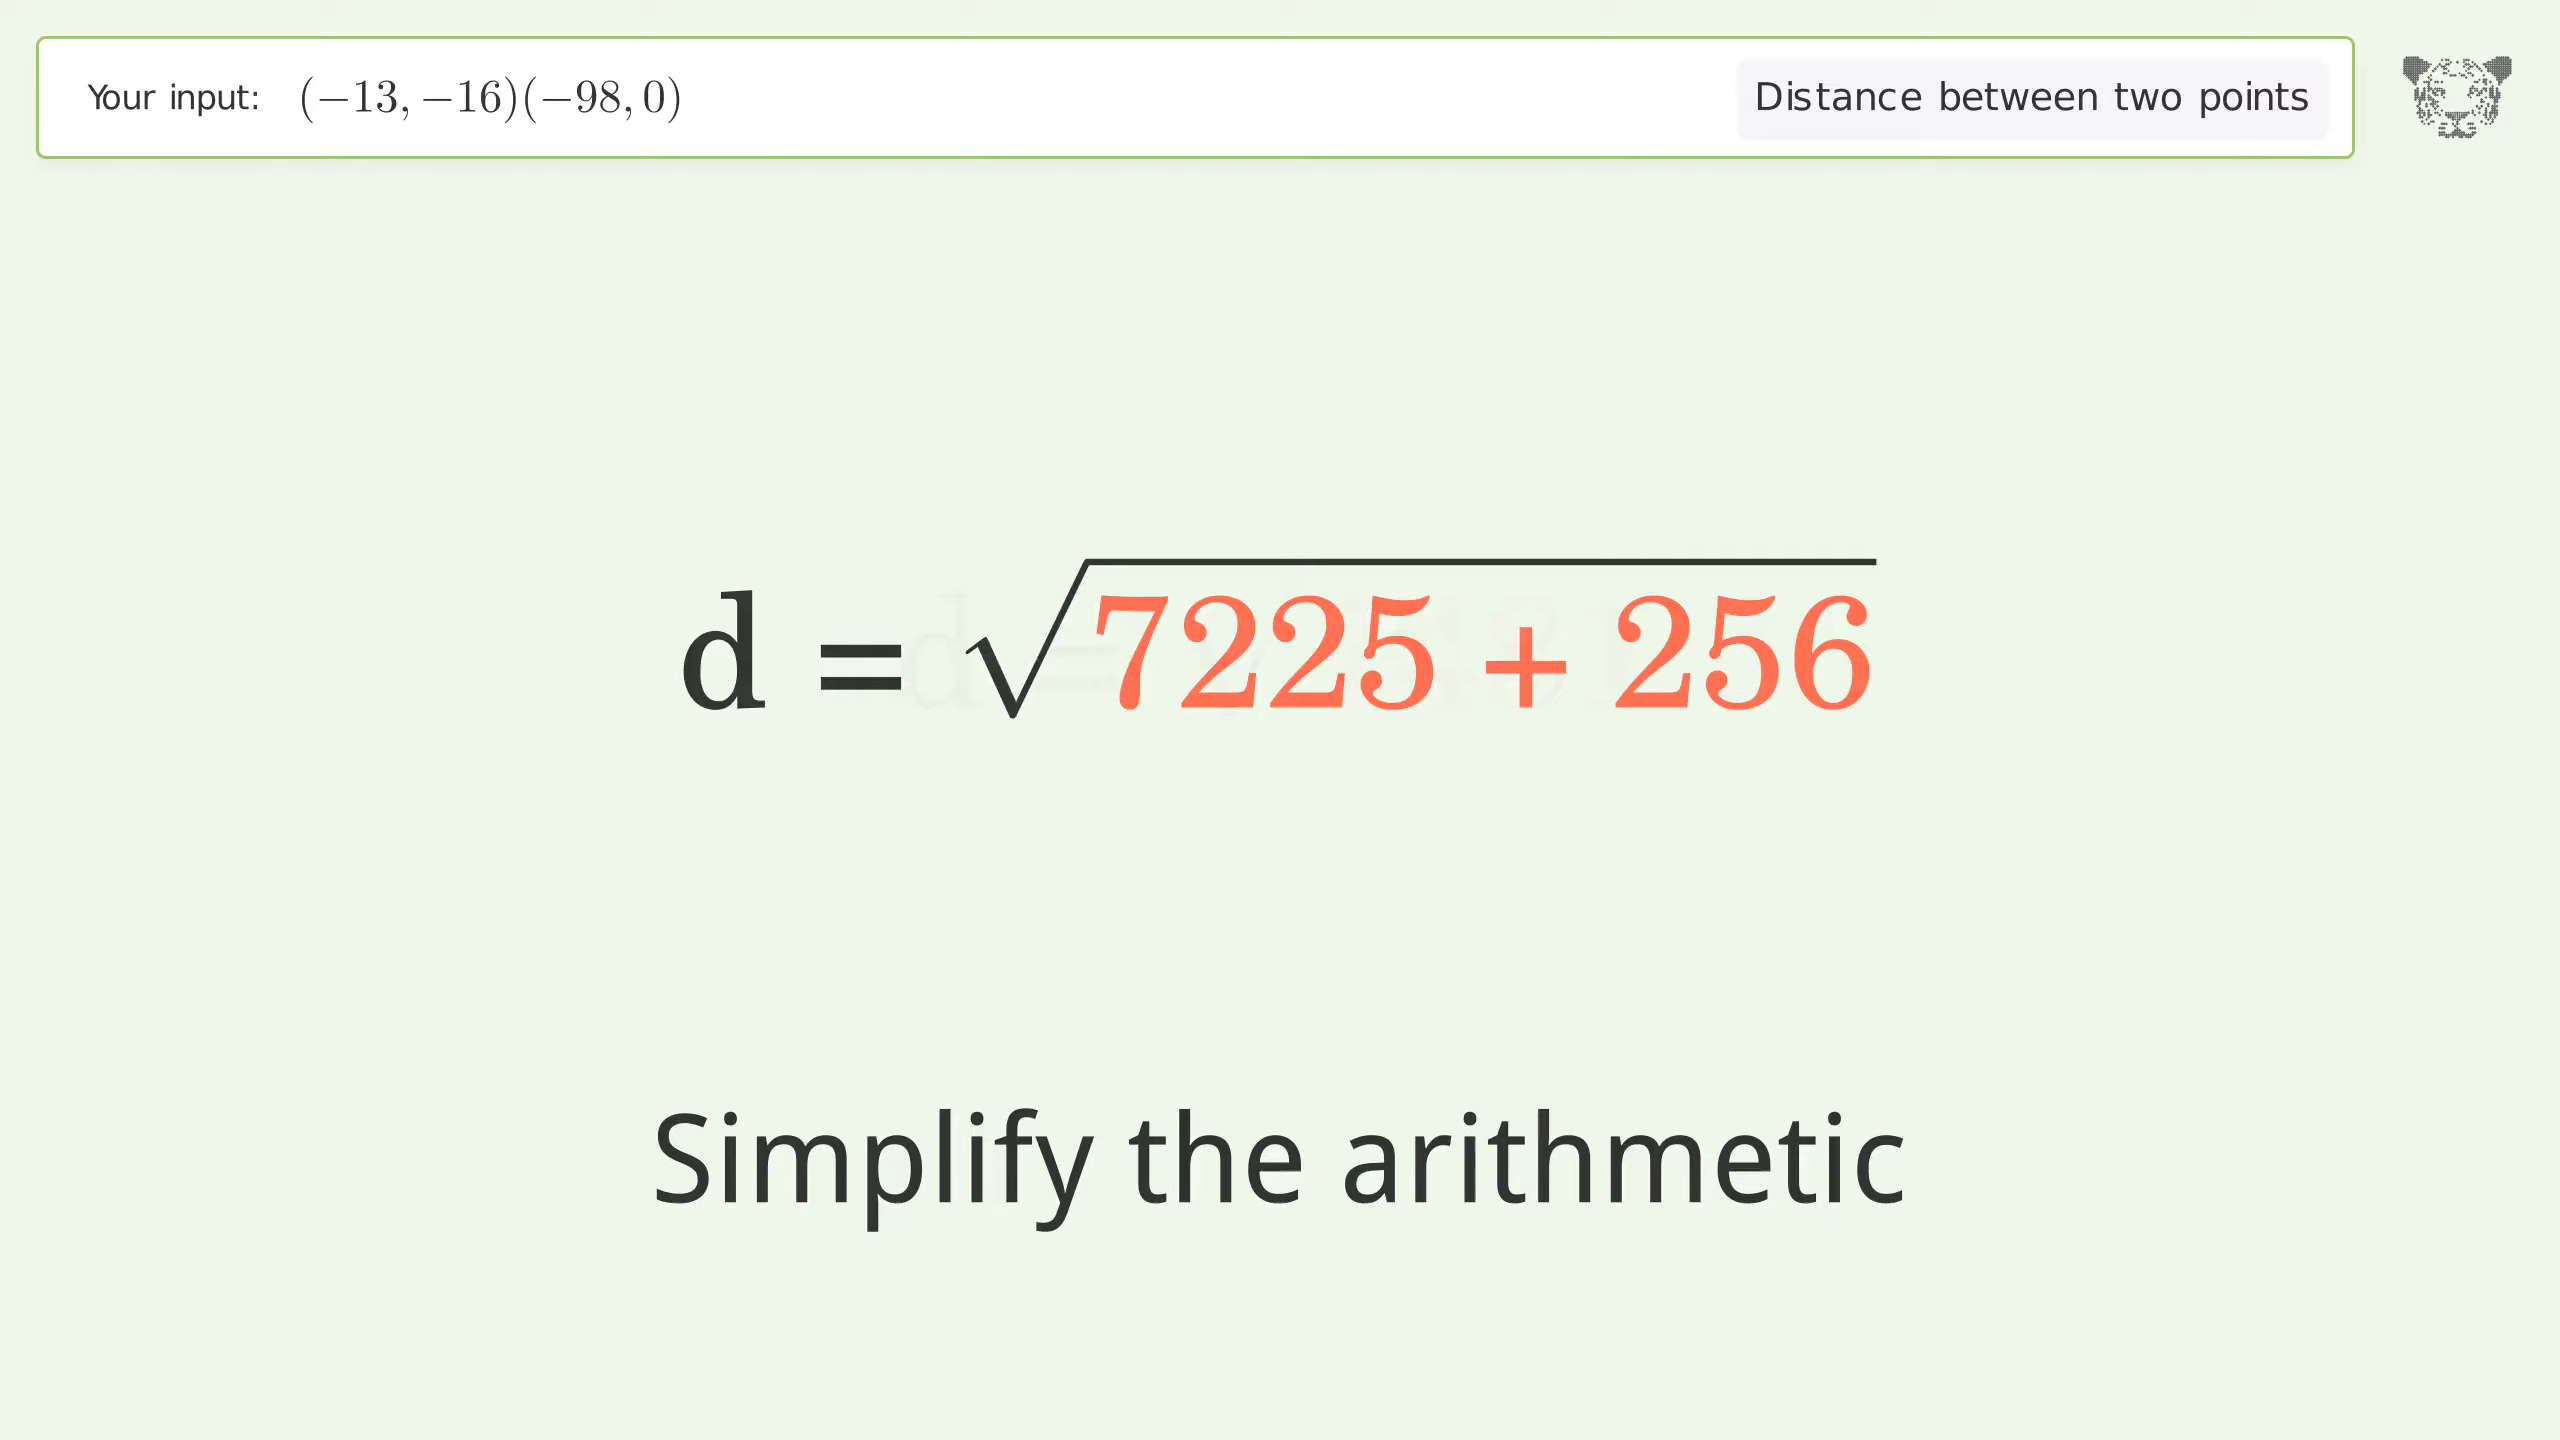 Your input: (−13, −16)(−98, 0)
Distance between two points
d = √7225 + 256
Simplify the arithmetic